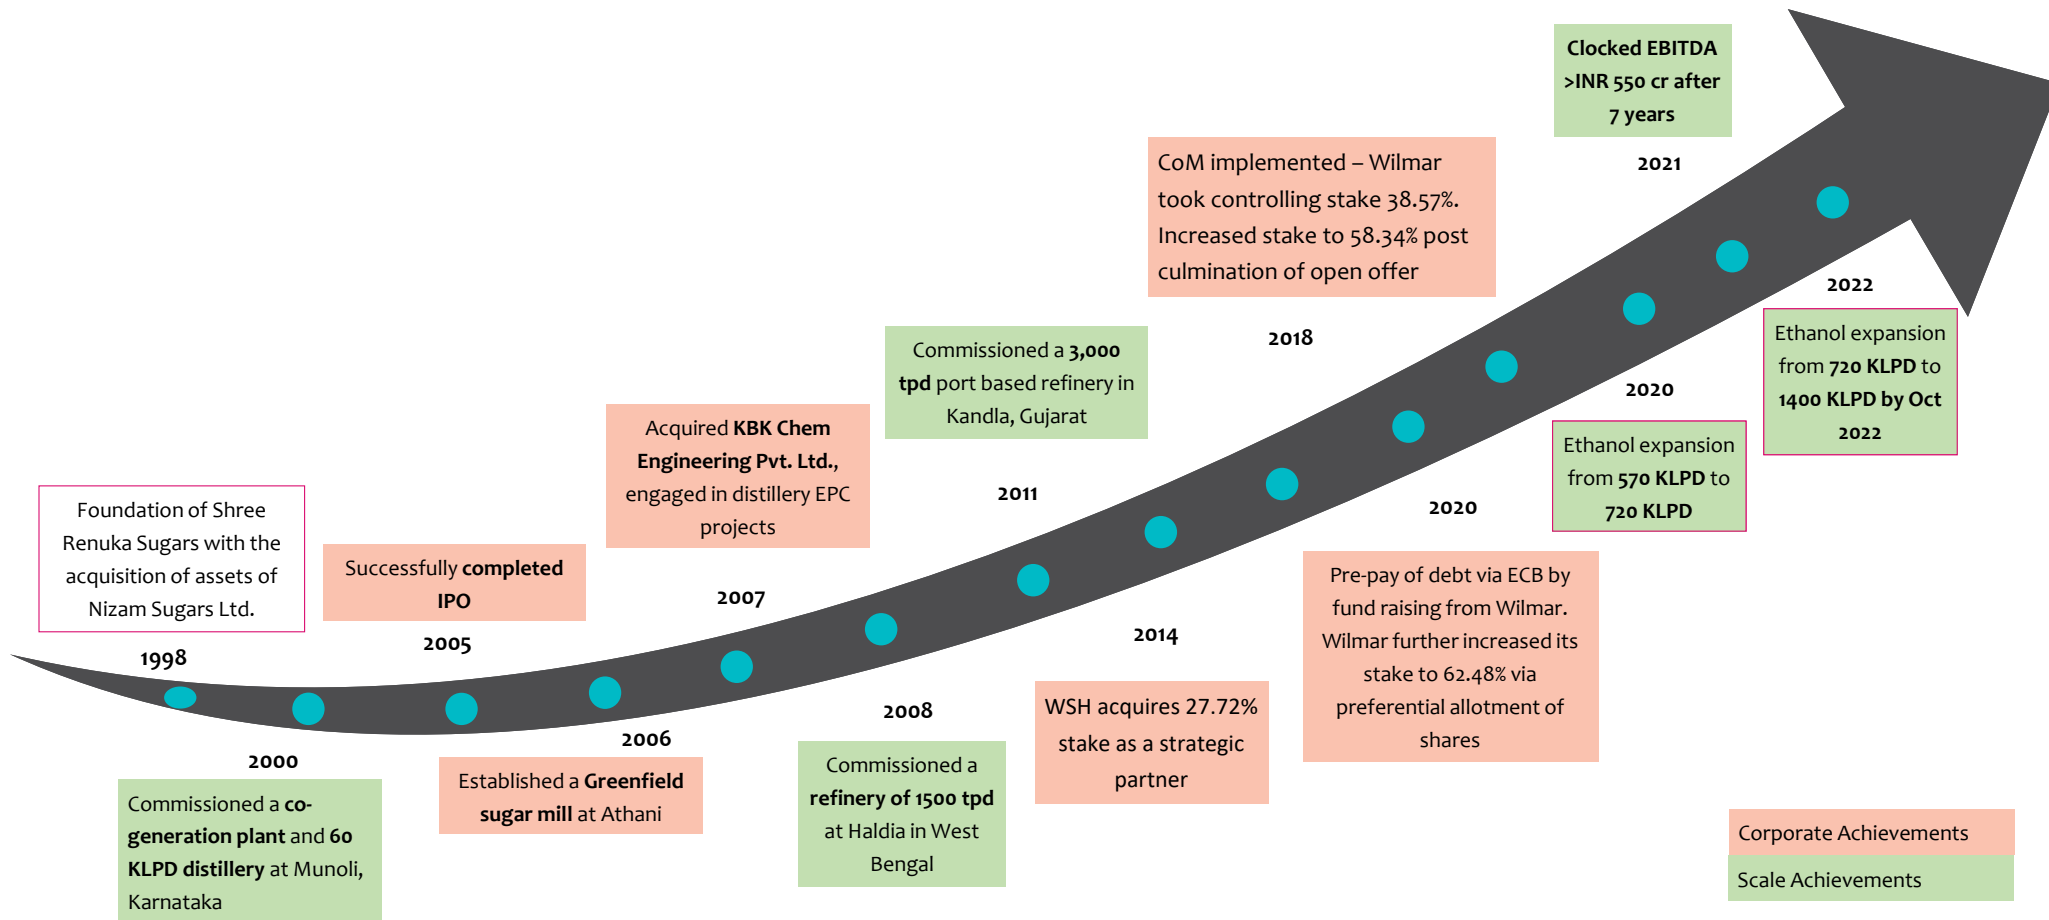 Foundation of Shree
Renuka Sugars with the
acquisition of assets of
Nizam Sugars Ltd.
1998
2000
Commissioned a co-
generation plant and 60
KLPD distillery at Munoli,
Karnataka
Successfully completed
IPO
2005
2006
Established a Greenfield
sugar mill at Athani
Acquired KBK Chem
Engineering Pvt. Ltd.,
engaged in distillery EPC
projects
2007
2008
Commissioned a
refinery of 1500 tpd
at Haldia in West
Bengal
Commissioned a 3,000
tpd port based refinery in
Kandla, Gujarat
2011
2014
WSH acquires 27.72%
stake as a strategic
partner
CoM implemented – Wilmar
took controlling stake 38.57%.
Increased stake to 58.34% post
culmination of open offer
2018
2020
Pre-pay of debt via ECB by
fund raising from Wilmar.
Wilmar further increased its
stake to 62.48% via
preferential allotment of
shares
2020
Ethanol expansion
from 570 KLPD to
720 KLPD
Clocked EBITDA
>INR 550 cr after
7 years
2021
2022
Ethanol expansion
from 720 KLPD to
1400 KLPD by Oct
2022
Corporate Achievements
Scale Achievements